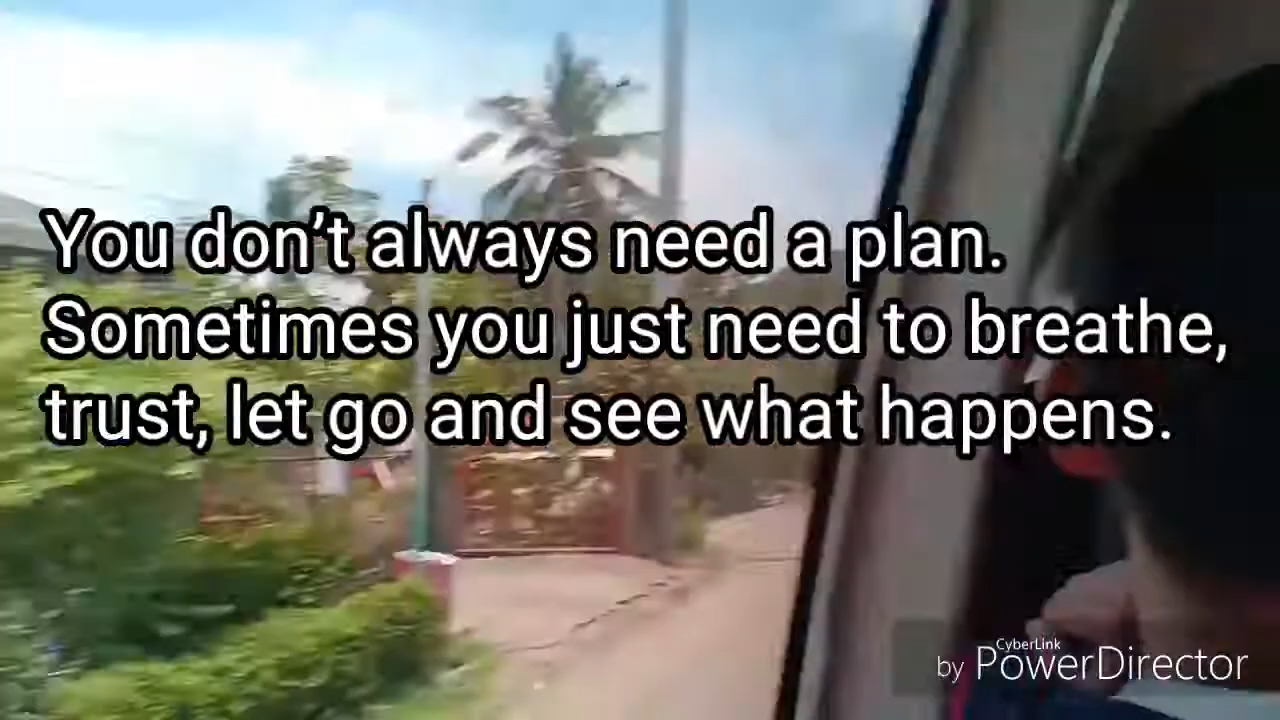 You don’t always need a plan.
Sometimes you just need to breathe,
trust, let go and see what happens.
CyberLink
by PowerDirector